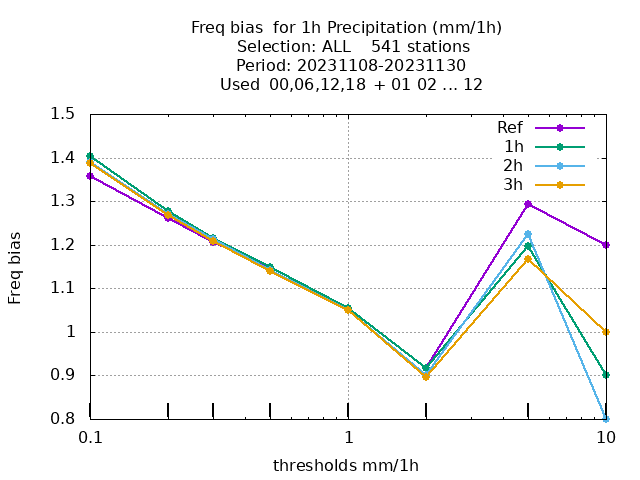 Freq bias  for 1h Precipitation (mm/1h)
Selection: ALL    541 stations
Period: 20231108-20231130
Used  00,06,12,18  + 01 02 ... 12
1.5
1.4
1.3
1.2
1.1
1
0.9
0.8
Freq bias
Ref
1h
2h
3h
0.1
1
10
thresholds mm/1h